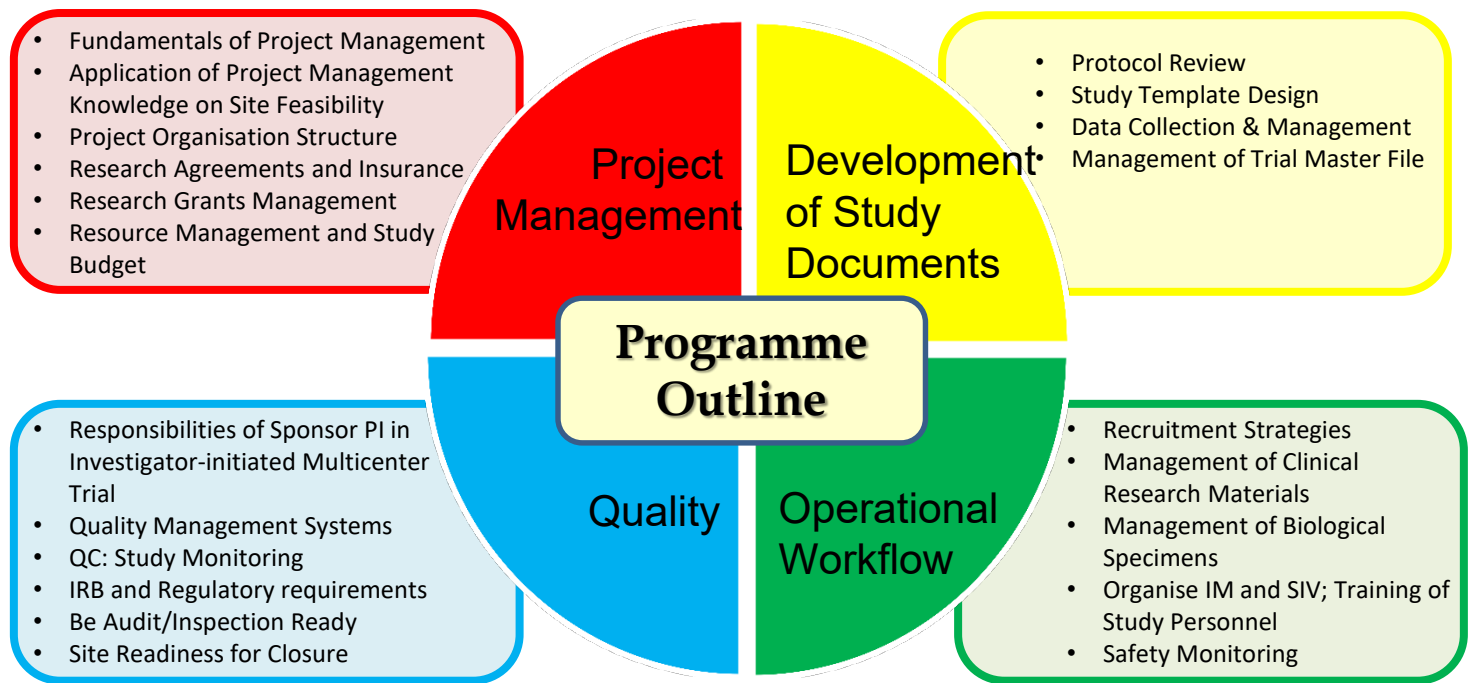 • Fundamentals of Project Management
• Application of Project Management
Knowledge on Site Feasibility
• Project Organisation Structure
• Research Agreements and Insurance
• Research Grants Management
• Resource Management and Study
Budget
Project
Management
Development
of Study
Documents
• Protocol Review
• Study Template Design
• Data Collection & Management
• Management of Trial Master File
Programme
Outline
• Responsibilities of Sponsor PI in
Investigator-initiated Multicenter
Trial
• Quality Management Systems
• QC: Study Monitoring
• IRB and Regulatory requirements
• Be Audit/Inspection Ready
• Site Readiness for Closure
Quality
Operational
Workflow
• Recruitment Strategies
• Management of Clinical
Research Materials
• Management of Biological
Specimens
• Organise IM and SIV; Training of
Study Personnel
• Safety Monitoring